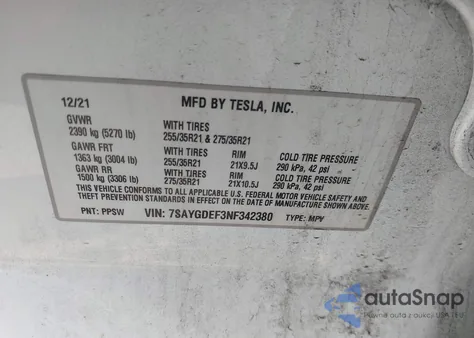 12/21 MFD BY TESLA, INC.
GVWR WITH TIRES
2390 kg (5270 lb) 255/35R21 & 275/35R21
GAWR FRT WITH TIRES RIM COLD TIRE PRESSURE
1363 kg (3004 lb) 255/35R21 21X9.5J 290 kPa, 42 psi
GAWR RR WITH TIRES RIM COLD TIRE PRESSURE
1500 kg (3306 lb) 275/35R21 21X10.5J 290 kPa, 42 psi
THIS VEHICLE CONFORMS TO ALL APPLICABLE U.S. FEDERAL MOTOR VEHICLE SAFETY AND
THEFT PREVENTION STANDARDS IN EFFECT ON THE DATE OF MANUFACTURE SHOWN ABOVE.
PNT: PPSW VIN: 7SAYGDEF3NF342380 TYPE: MPV
autoSnap